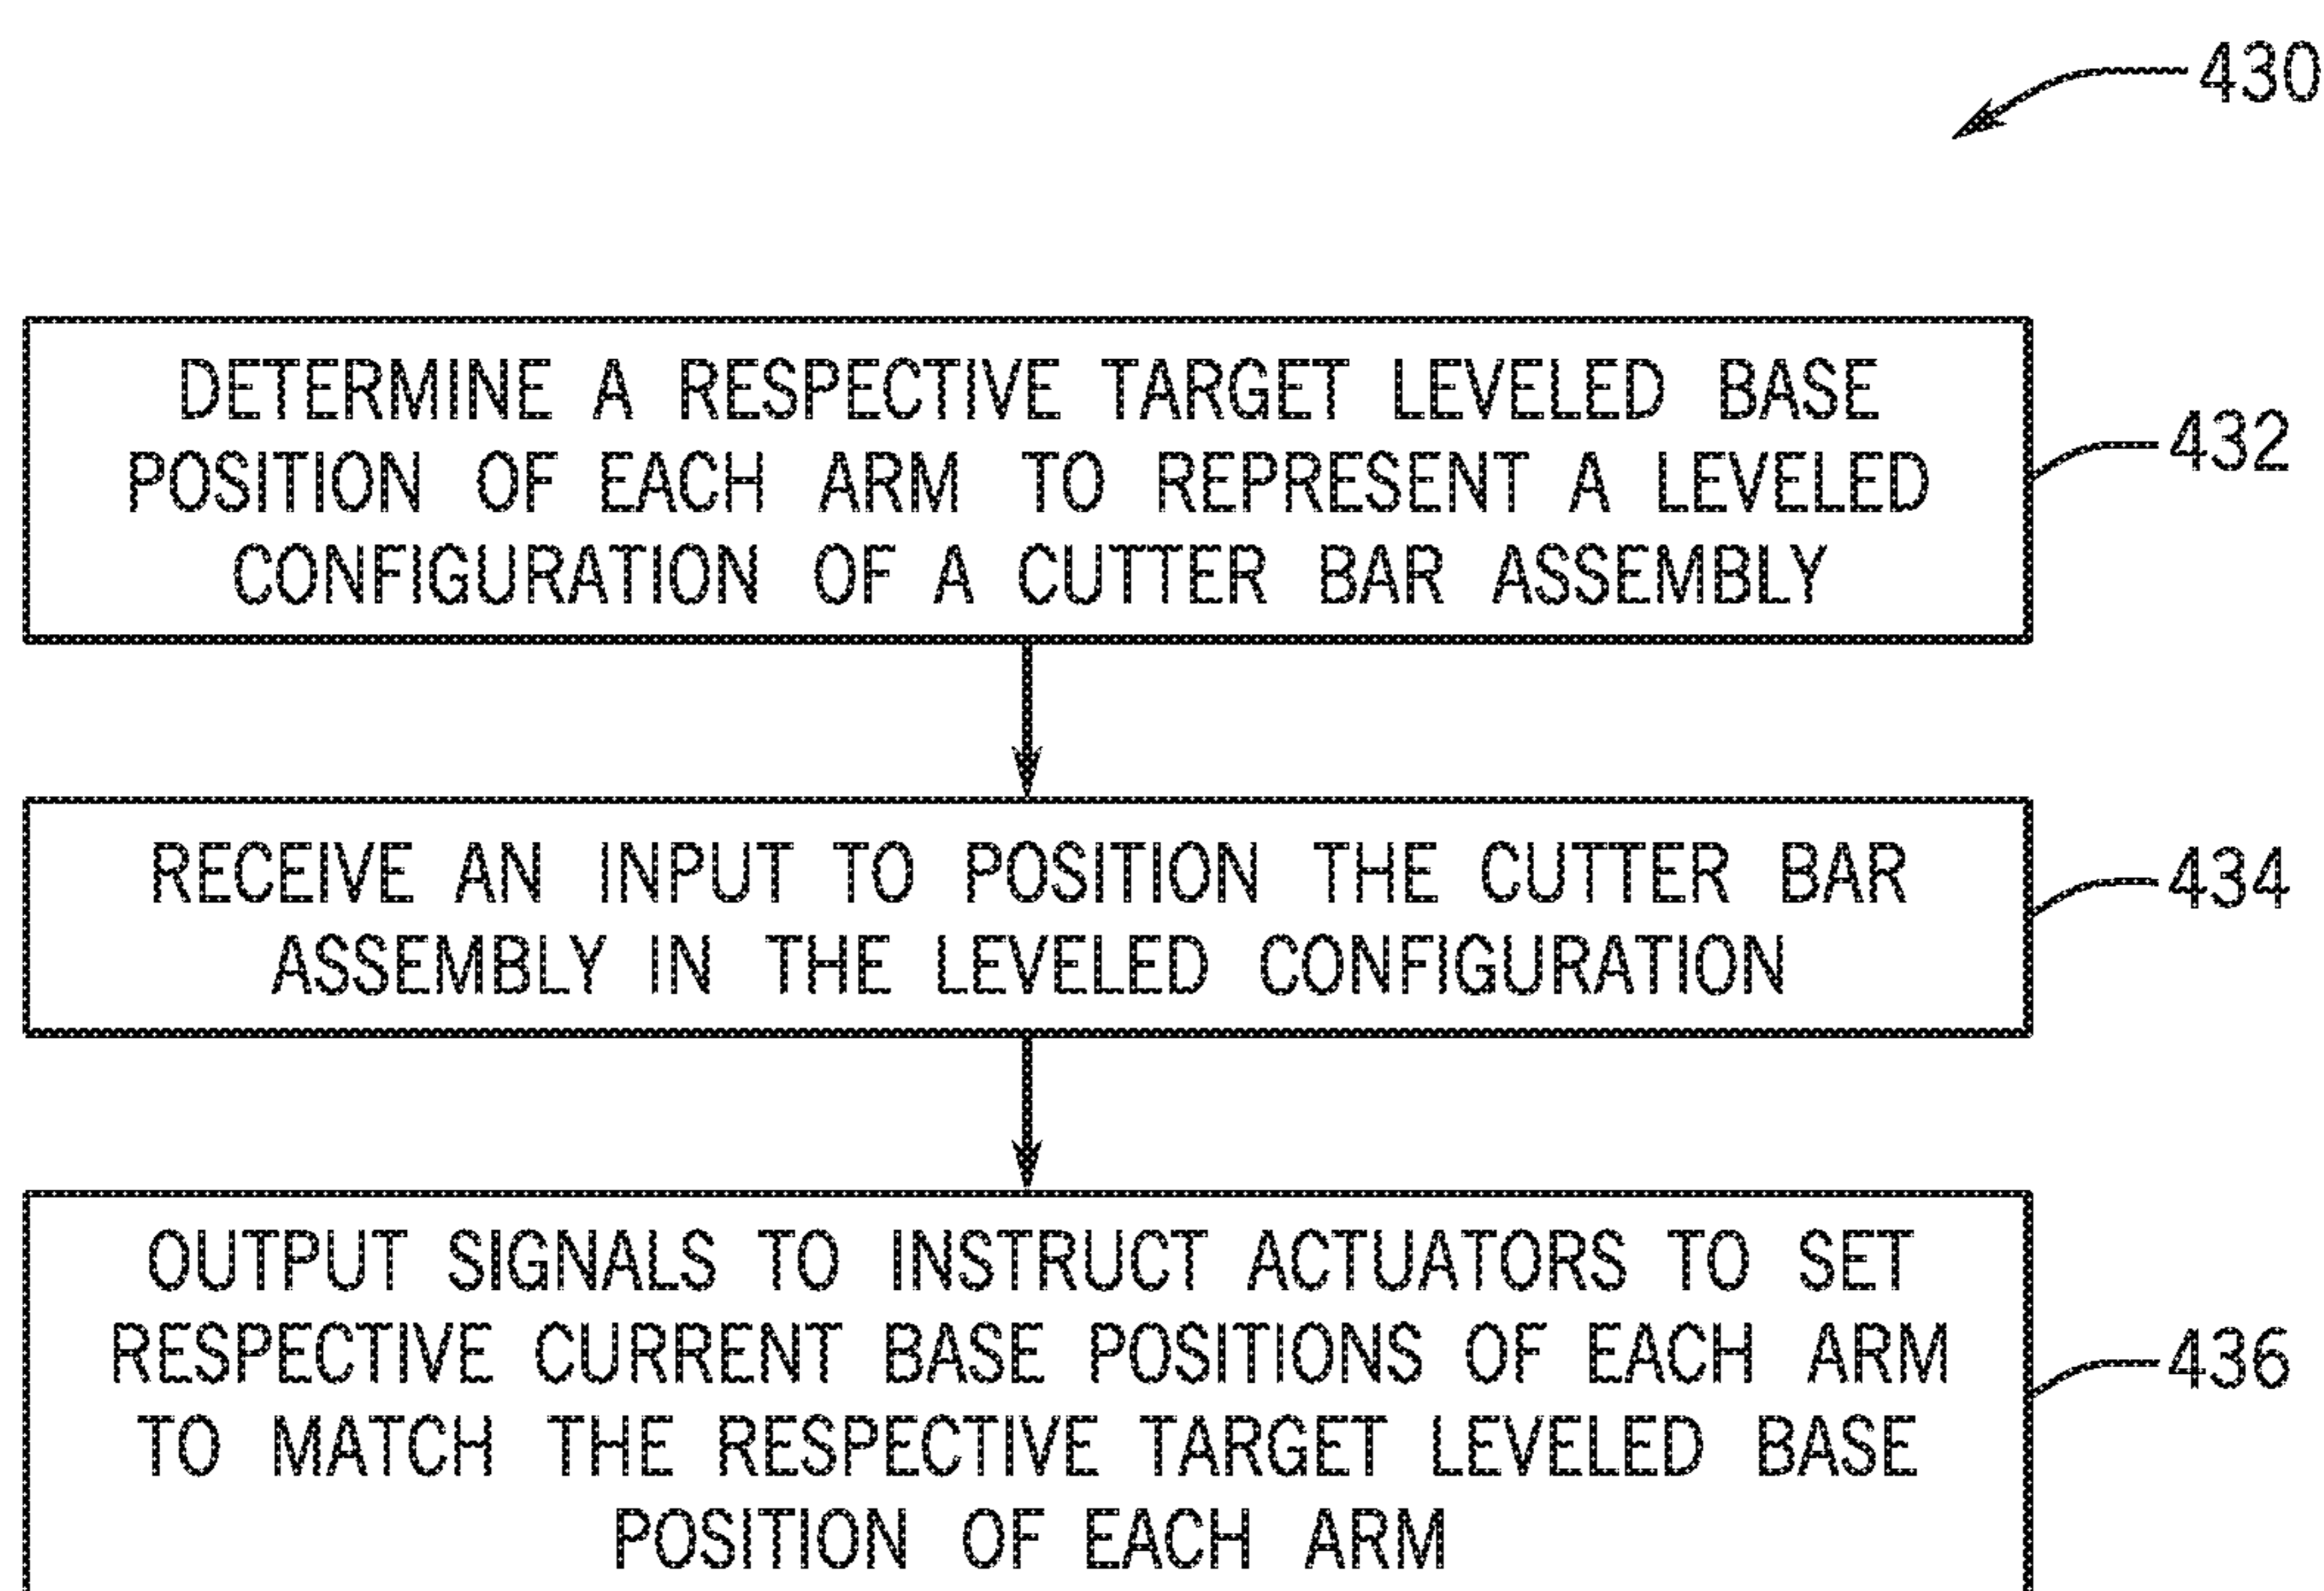 430
DETERMINE A RESPECTIVE TARGET LEVELED BASE
POSITION OF EACH ARM TO REPRESENT A LEVELED
CONFIGURATION OF A CUTTER BAR ASSEMBLY
432
RECEIVE AN INPUT TO POSITION THE CUTTER BAR
ASSEMBLY IN THE LEVELED CONFIGURATION
434
OUTPUT SIGNALS TO INSTRUCT ACTUATORS TO SET
RESPECTIVE CURRENT BASE POSITIONS OF EACH ARM
TO MATCH THE RESPECTIVE TARGET LEVELED BASE
POSITION OF EACH ARM
436